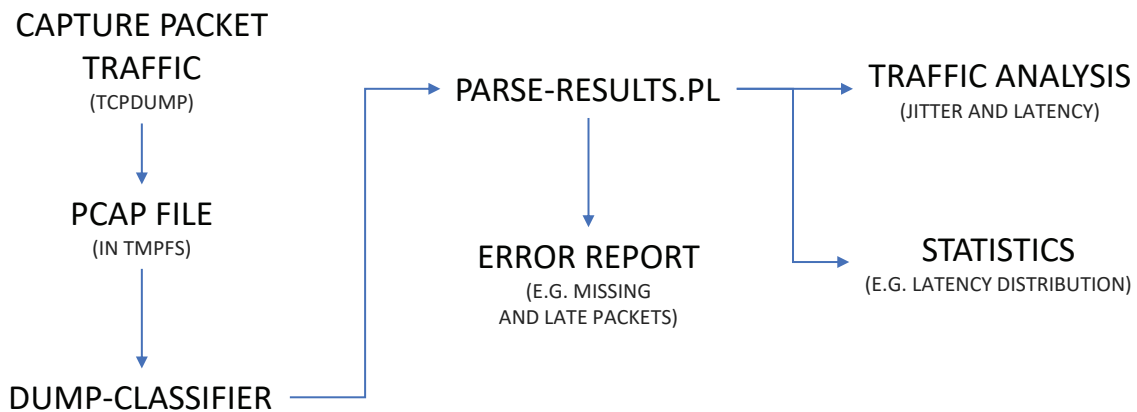 CAPTURE PACKET
TRAFFIC
(TCPDUMP)
PCAP FILE
(IN TMPFS)
DUMP-CLASSIFIER
PARSE-RESULTS.PL
ERROR REPORT
(E.G. MISSING
AND LATE PACKETS)
TRAFFIC ANALYSIS
(JITTER AND LATENCY)
STATISTICS
(E.G. LATENCY DISTRIBUTION)